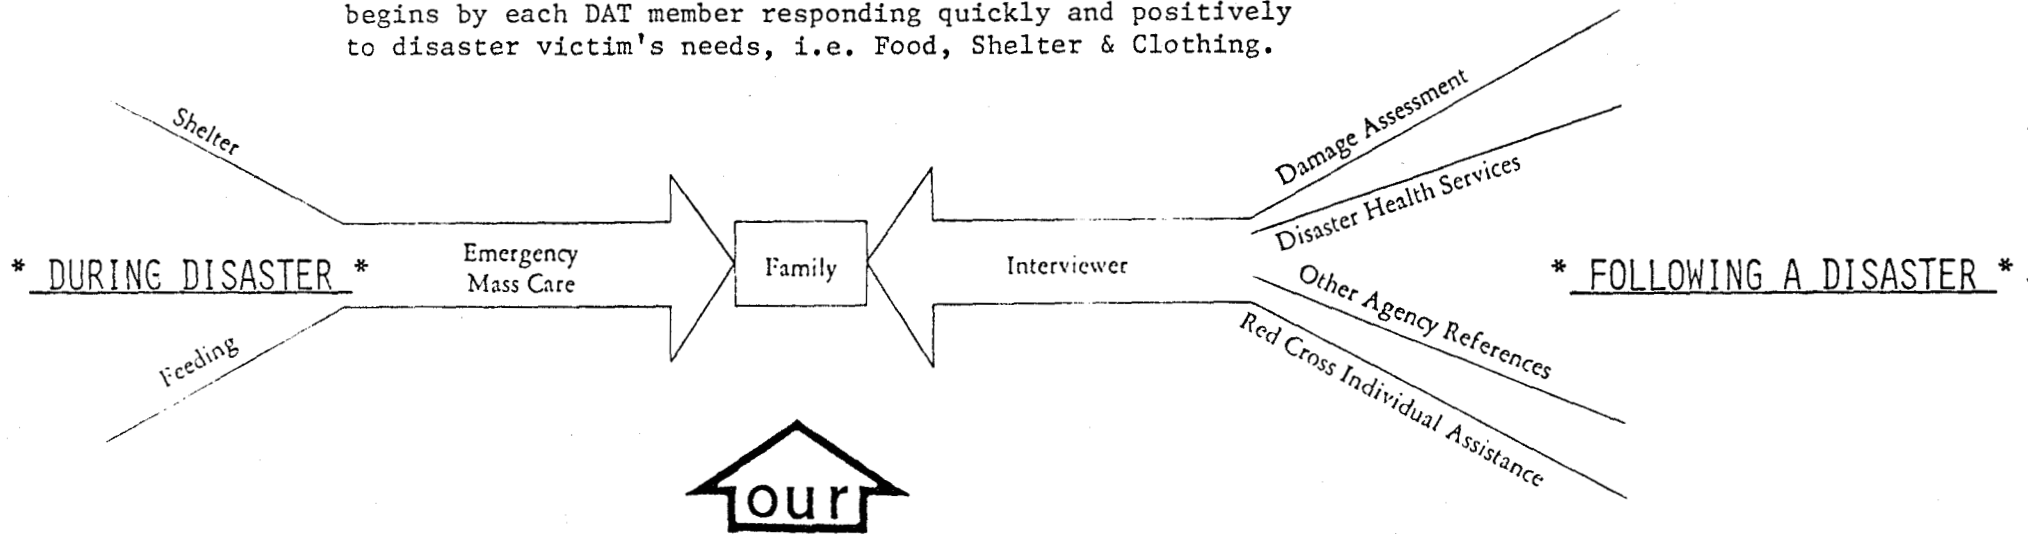 begins by each DAT member responding quickly and positively
to disaster victim's needs, i.e. Food, Shelter & Clothing.
Shelter
Damage Assessment
Disaster Health Services
* DURING DISASTER *
Emergency
Mass Care
Family
Interviewer
* FOLLOWING A DISASTER *
Other Agency References
Feeding
Red Cross Individual Assistance
our